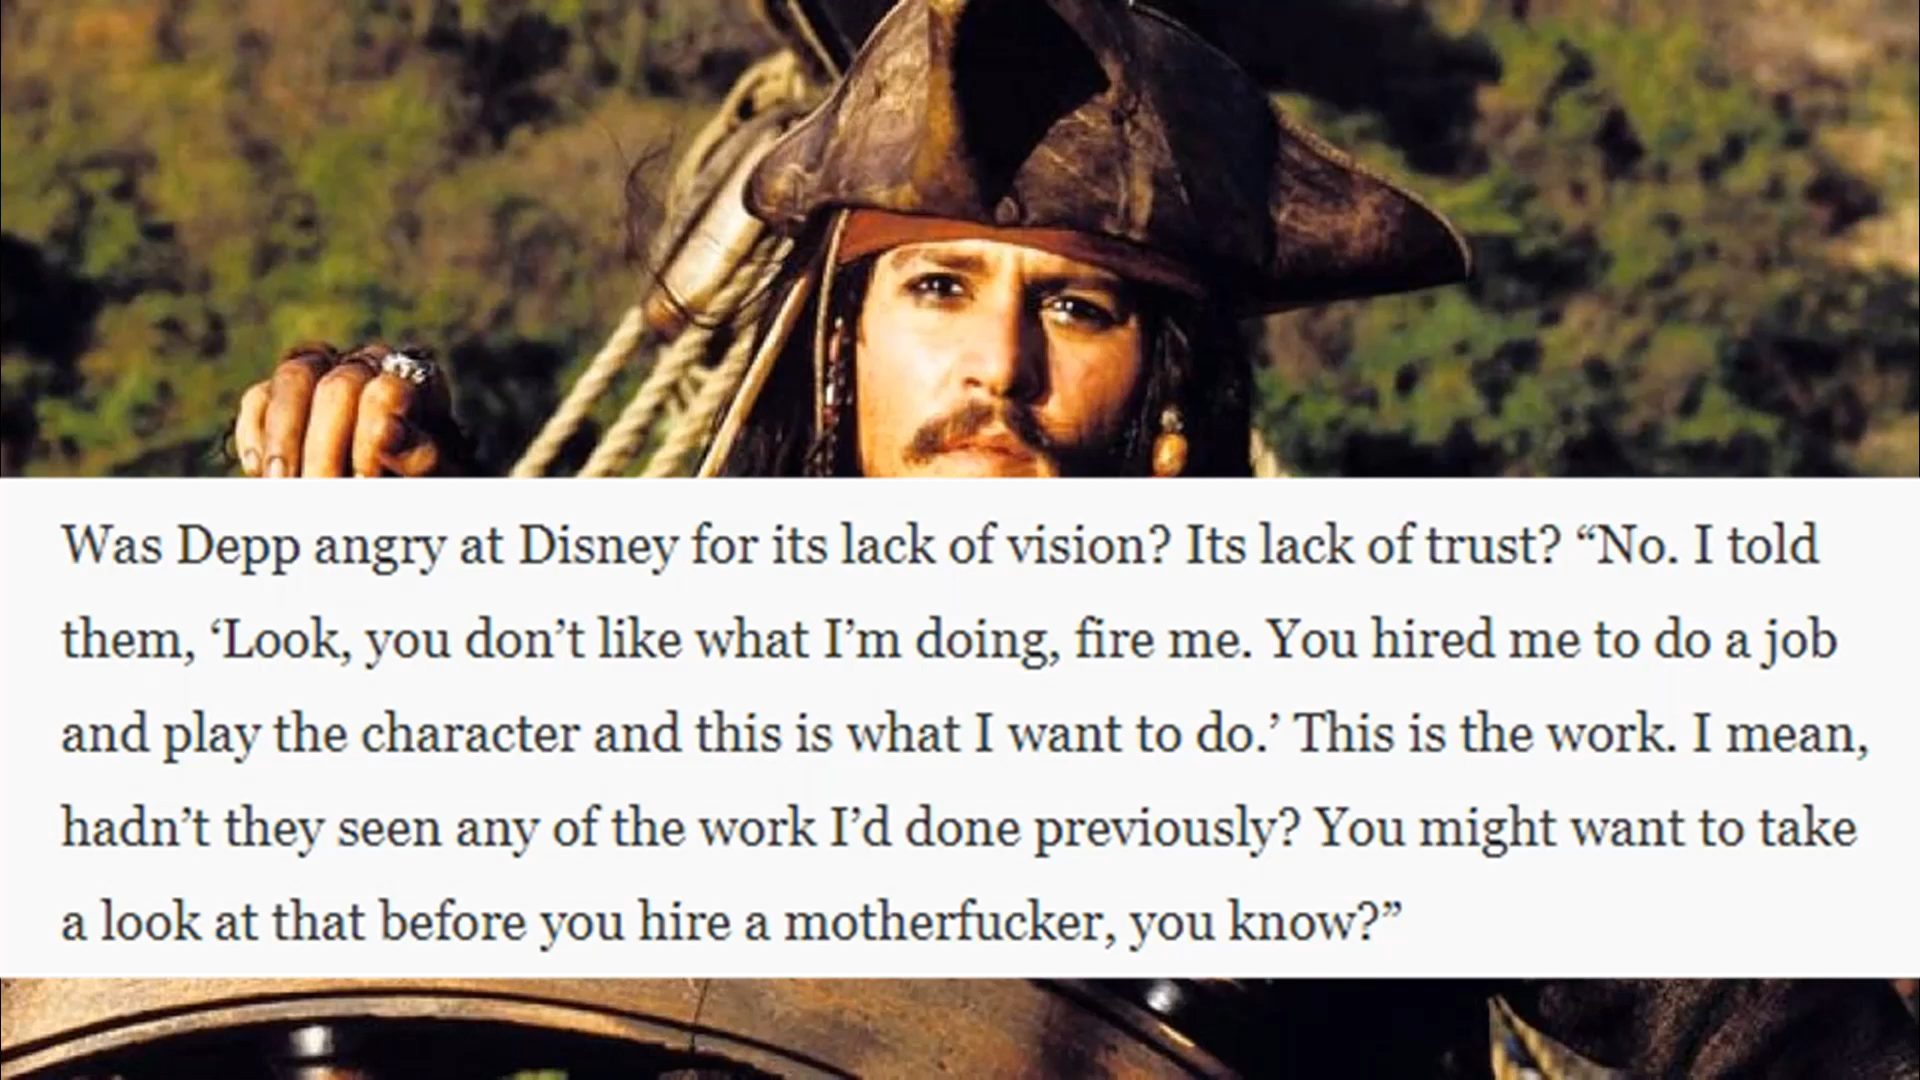 Was Depp angry at Disney for its lack of vision? Its lack of trust? “No. I told
them, ‘Look, you don’t like what I’m doing, fire me. You hired me to do a job
and play the character and this is what I want to do.’ This is the work. I mean,
hadn’t they seen any of the work I’d done previously? You might want to take
a look at that before you hire a motherfucker, you know?”